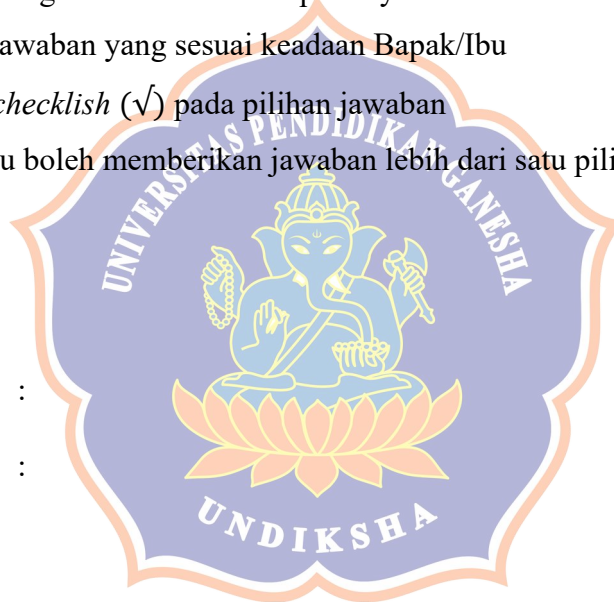 awaban yang sesuai keadaan Bapak/Ibu
checklish (√) pada pilihan jawaban
u boleh memberikan jawaban lebih dari satu pili
UNIVERSITAS PENDIDIKAN GANESHA
:
:
UNDIKSHA